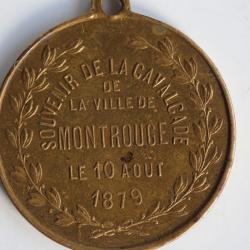 SOUVENIR DE LA CAVALCADE
DE
LA VILLE DE
MONTROUGE
LE 10 AOUT
1879